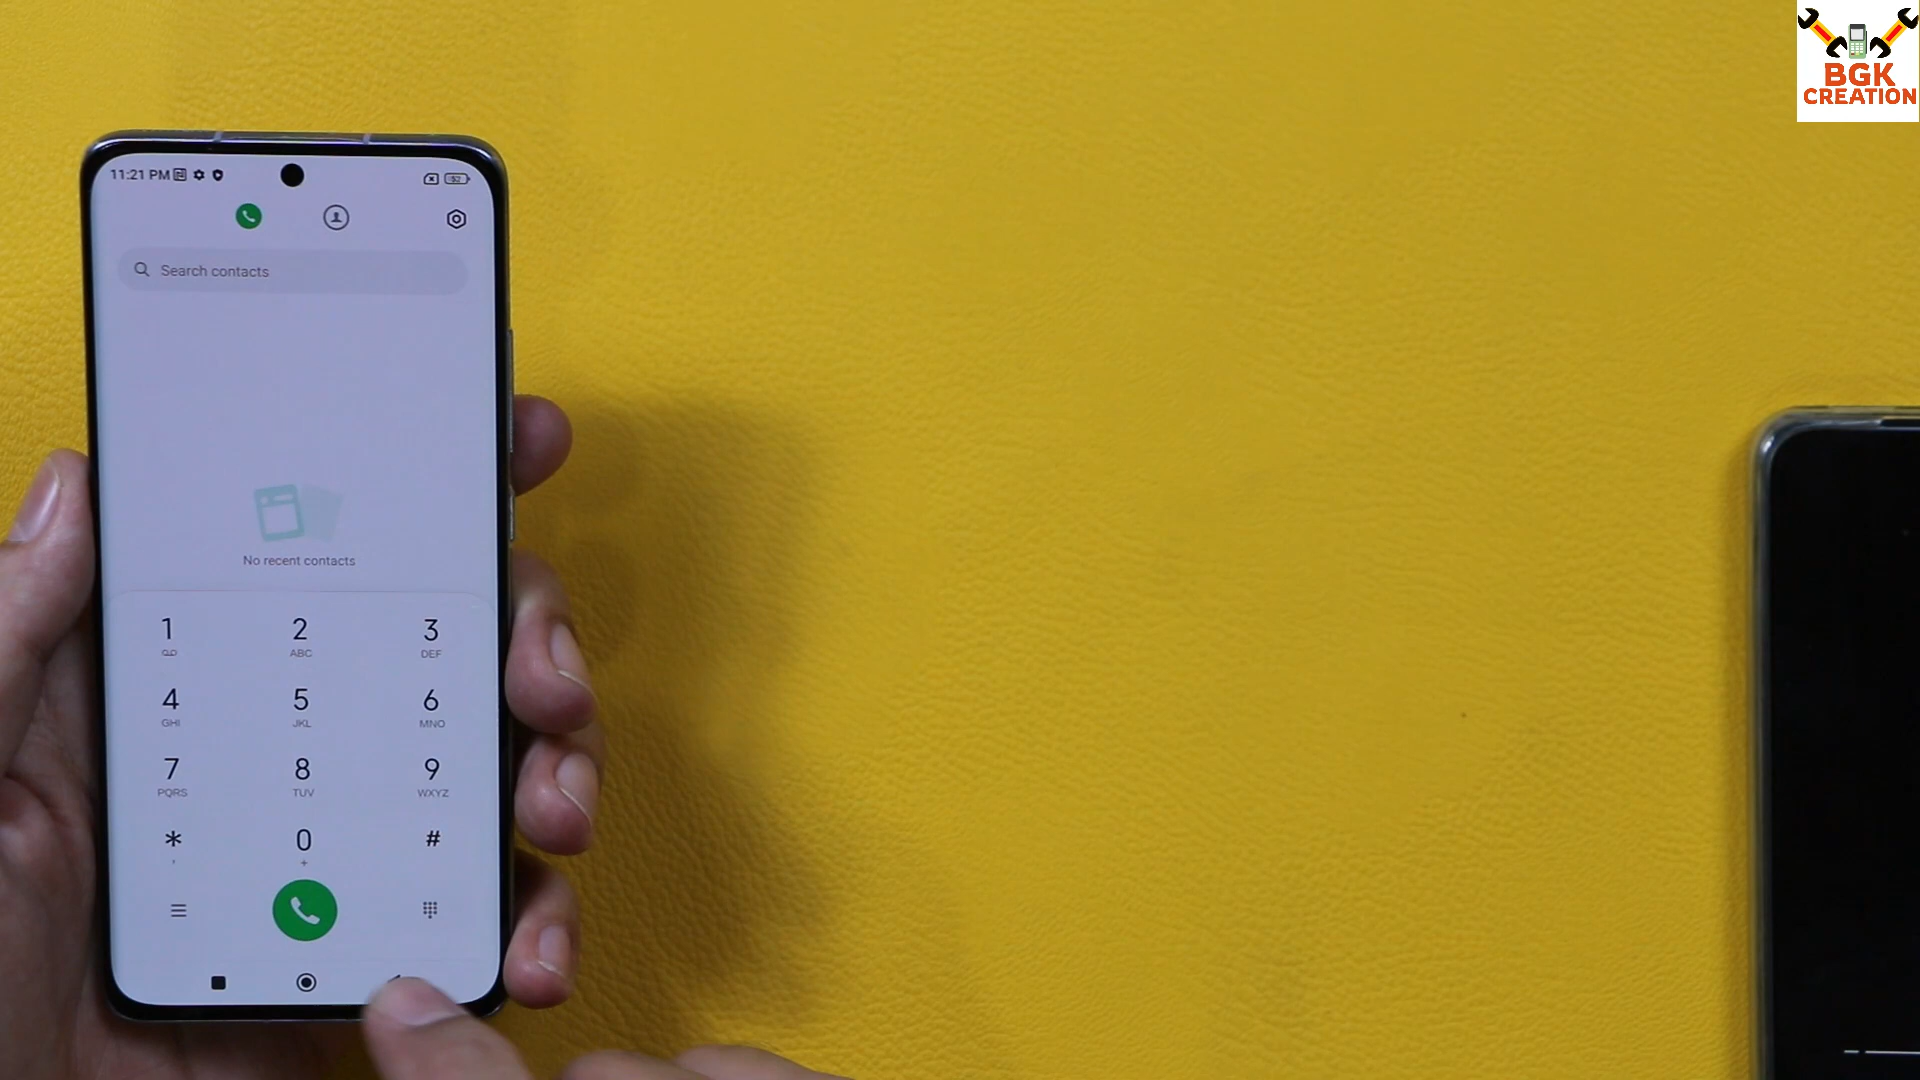 BGK
CREATION
11:21 PM
52
Search contacts
No recent contacts
1
2
ABC
3
DEF
4
GHI
5
JKL
6
MNO
7
PQRS
8
TUV
9
WXYZ
*
,
0
+
#